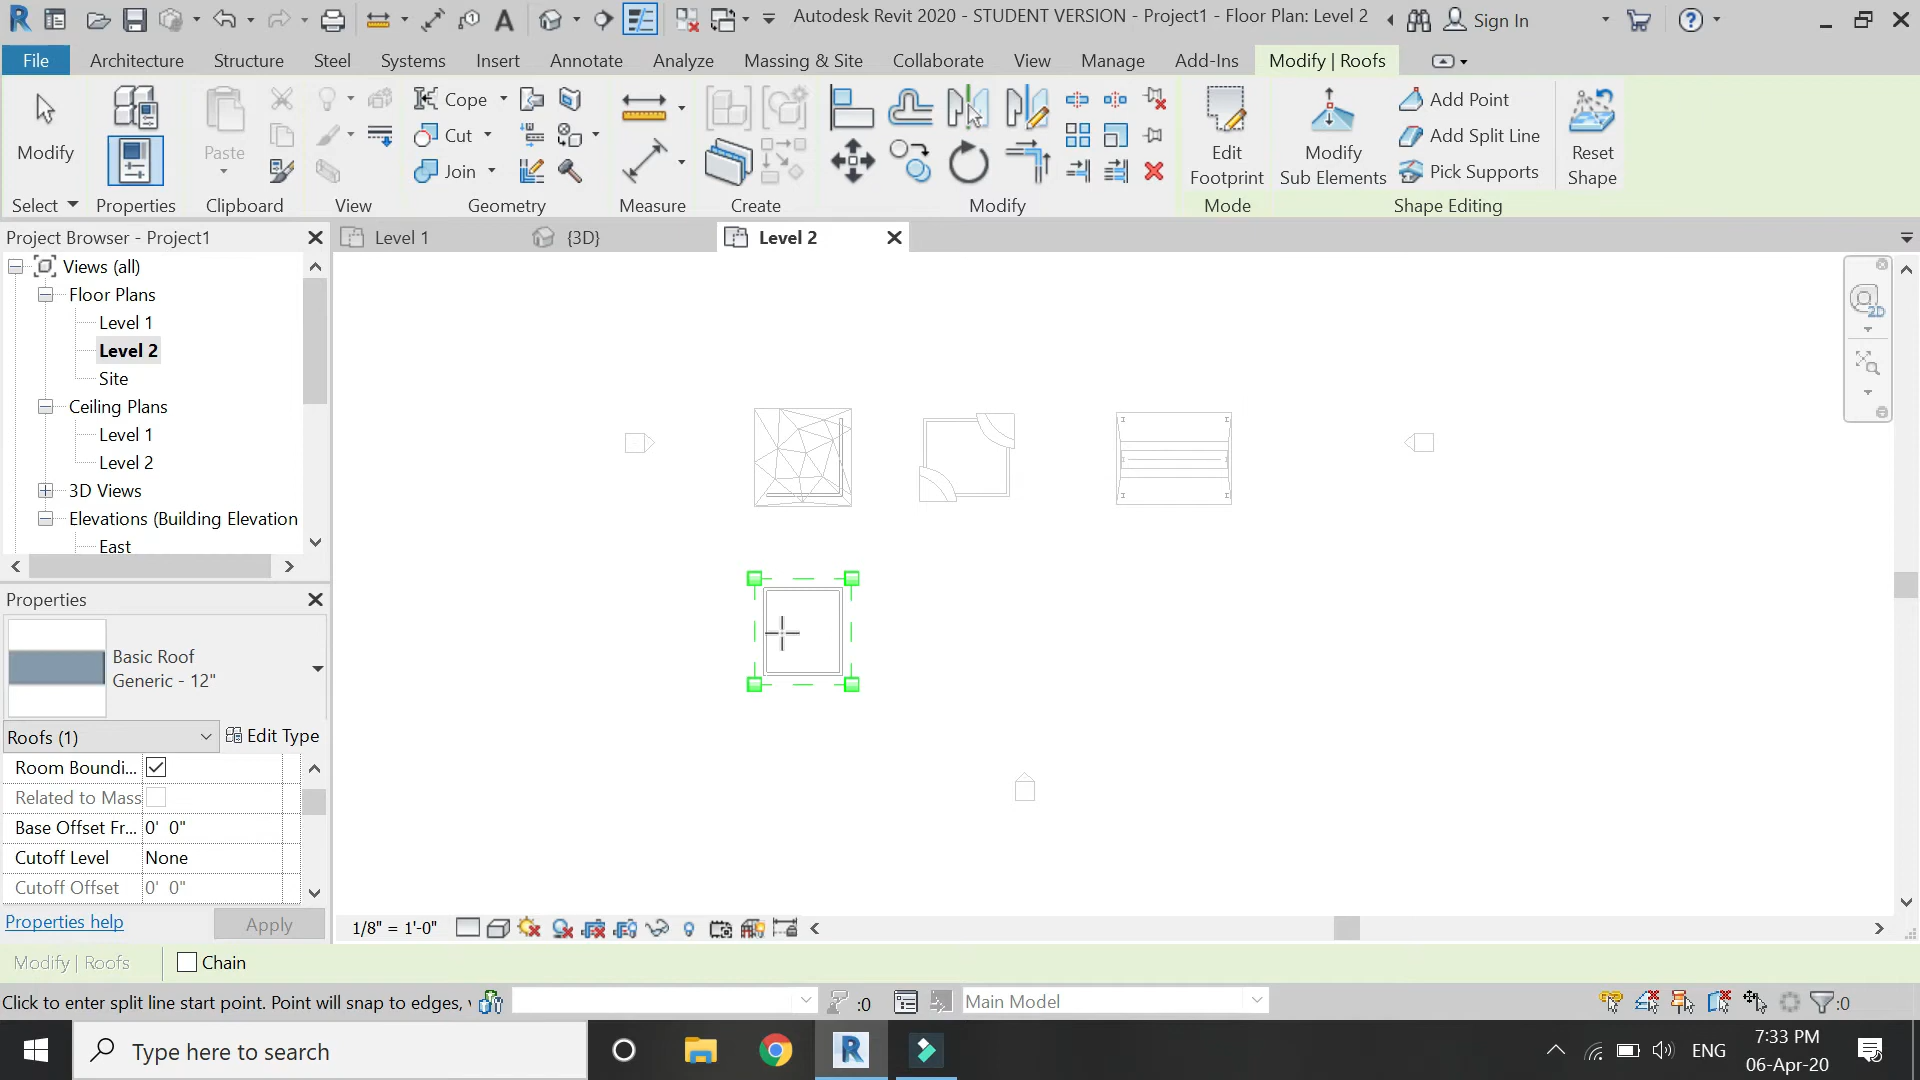 Autodesk Revit 2020 - STUDENT VERSION - Project1 - Floor Plan: Level 2
Sign In
File Architecture Structure Steel Systems Insert Annotate Analyze Massing & Site Collaborate View Manage Add-Ins Modify | Roofs
Modify
Paste
Cope
Cut
Join
Edit Footprint
Modify Sub Elements
Add Point
Add Split Line
Pick Supports
Reset Shape
Select Properties Clipboard View Geometry Measure Create Modify Mode Shape Editing
Project Browser - Project1
Level 1 {3D} Level 2
Views (all)
Floor Plans
Level 1
Level 2
Site
Ceiling Plans
Level 1
Level 2
3D Views
Elevations (Building Elevation
East
2D
Properties
Basic Roof
Generic - 12"
Roofs (1) Edit Type
Room Boundi...
Related to Mass
Base Offset Fr... 0' 0"
Cutoff Level None
Cutoff Offset 0' 0"
Properties help Apply
1/8" = 1'-0"
Modify | Roofs Chain
Click to enter split line start point. Point will snap to edges, :0 Main Model :0
Type here to search
ENG
7:33 PM
06-Apr-20